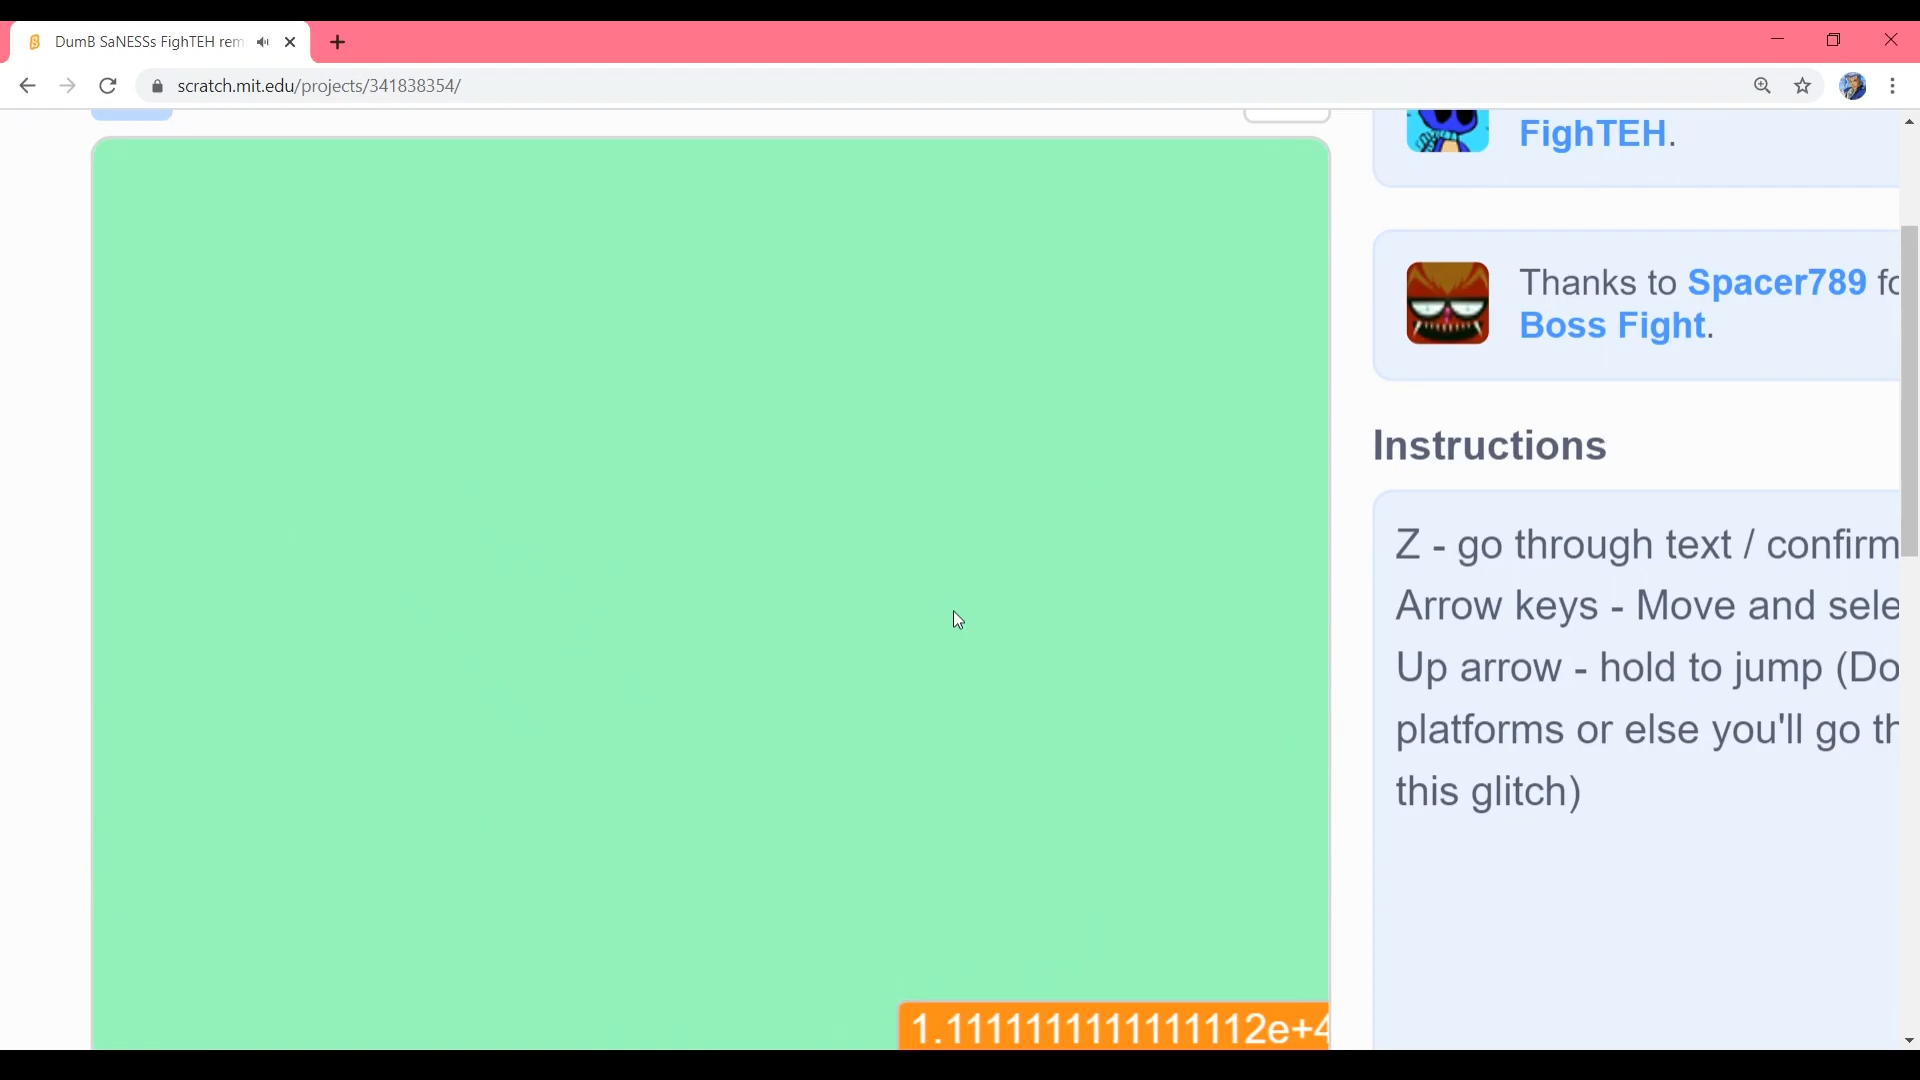 DumB SaNESSs FighTEH rem
scratch.mit.edu/projects/341838354/
FighTEH.
Thanks to Spacer789 fo
Boss Fight.
Instructions
Z - go through text / confirm
Arrow keys - Move and sele
Up arrow - hold to jump (Do
platforms or else you'll go th
this glitch)
1.1111111111111112e+4